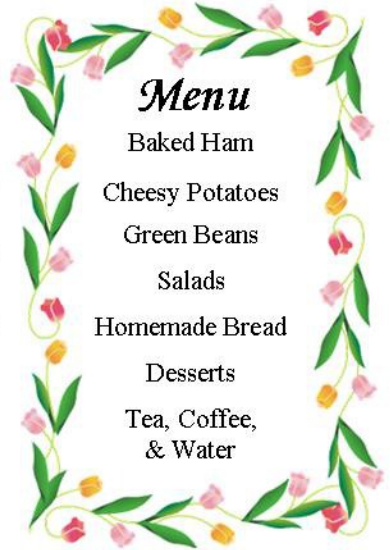 Menu
Baked Ham
Cheesy Potatoes
Green Beans
Salads
Homemade Bread
Desserts
Tea, Coffee,
& Water